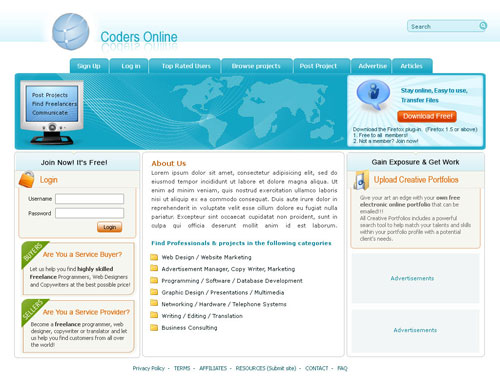 Coders Online
Search
Sign Up
Log in
Top Rated Users
Browse projects
Post Project
Advertise
Articles
Post Projects
Find Freelancers
Communicate
Stay online, Easy to use,
Transfer Files
Download Free!
Download the Firefox plugin. (Firefox 1.5 above)
1. Free to all members!
2. Not a member? Join now!
Join Now! It's Free!
Login
Username
Password
Login
BUYERS
Are You a Service Buyer?
Let us help you find highly skilled
Freelance Programmers, Web Designers
and Copywriters at the best possible price!
SELLERS
Are You a Service Provider?
Become a freelance programmer, web
designer, copywriter or translator and let
us help you find customers from all over
the world!
About Us
Lorem ipsum dolor sit amet, consectetur adipisicing elit, sed do
eiusmod tempor incididunt ut labore et dolore magna aliqua. Ut
enim ad minim veniam, quis nostrud exercitation ullamco laboris
nisi ut aliquip ex ea commodo consequat. Duis aute irure dolor in
reprehenderit in voluptate velit esse cillum dolore eu fugiat nulla
pariatur. Excepteur sint occaecat cupidatat non proident, sunt in
culpa qui officia deserunt mollit anim id est laborum.
Find Professionals & projects in the following categories
Web Design / Website Marketing
Advertisement Manager, Copy Writer, Marketing
Programming / Software / Database Development
Graphic Design / Presentations / Multimedia
Networking / Hardware / Telephone Systems
Writing / Editing / Translation
Business Consulting
Gain Exposure & Get Work
Upload Creative Portfolios
Give your art an edge with your own free
electronic online portfolio that can be
emailed!!!
All Creative Portfolios includes a powerful
search tool to help match your talents and skills
within your portfolio profile with a potential
client's needs.
Advertisements
Advertisements
Privacy Policy - TERMS - AFFILIATES - RESOURCES (Submit site) - CONTACT - FAQ